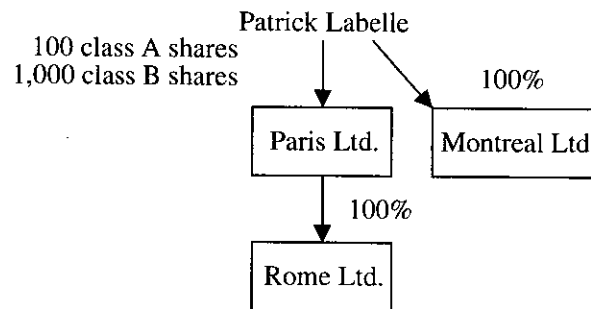 Patrick Labelle
100 class A shares
1,000 class B shares
100%
Paris Ltd.
Montreal Ltd
100%
Rome Ltd.